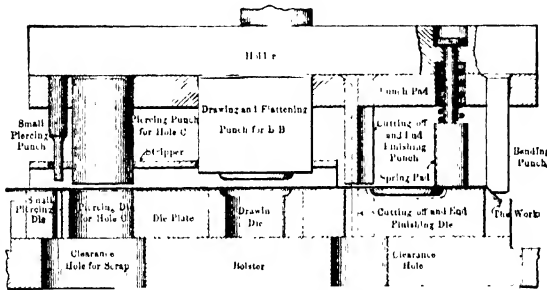 Holder
Punch Pad
Small
Piercing
Punch
Piercing Punch
for Hole C
Stripper
Drawing and Flattening
Punch for B
Cutting off
and End
Finishing
Punch
Spring Pad
Bending
Punch
Small
Piercing
Die
Piercing Die
for Hole C
Die Plate
Drawing
Die
Cutting off and End
Finishing Die
The Work
Clearance
Hole for Scrap
Bolster
Clearance
Hole